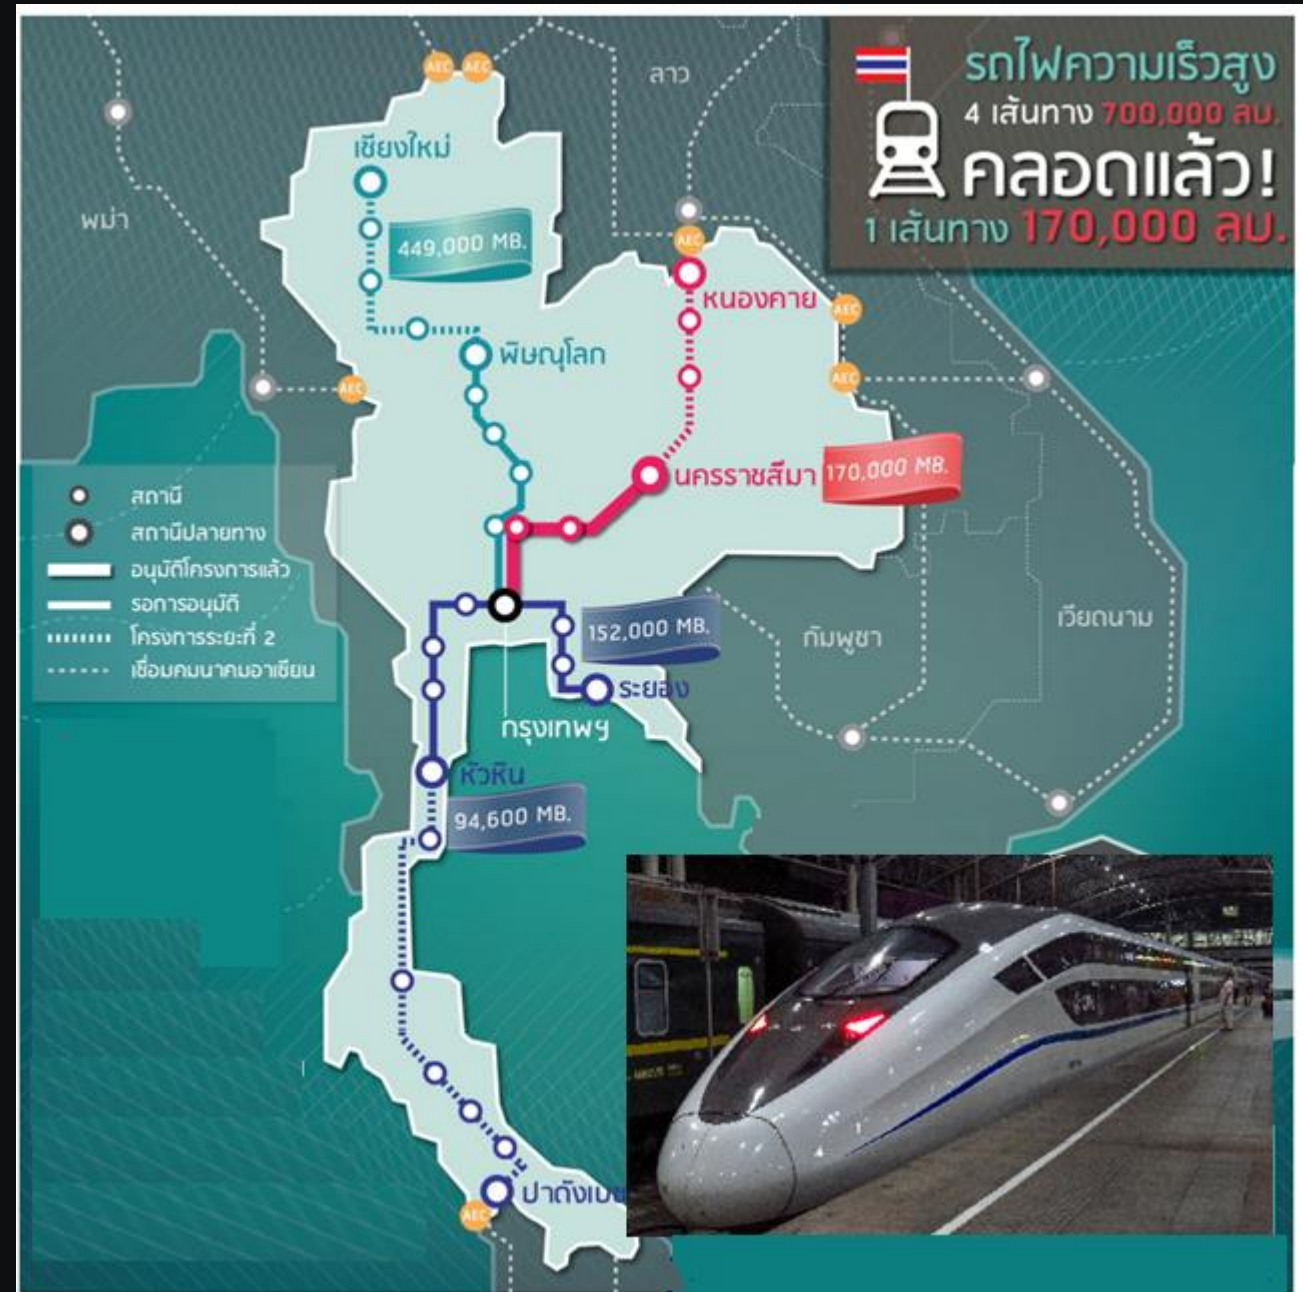 รถไฟความเร็วสูง
4 เส้นทาง 700,000 ลบ.
คลอดแล้ว!
1 เส้นทาง 170,000 ลบ.
AEC AEC
ลาว
เชียงใหม่
พม่า
449,000 MB.
AEC
หนองคาย
AEC
พิษณุโลก
AEC
AEC
นครราชสีมา
170,000 MB.
สถานี
สถานีปลายทาง
อนุมัติโครงการแล้ว
รอการอนุมัติ
โครงการระยะที่ 2
เชื่อมคมนาคมอาเซียน
152,000 MB.
กัมพูชา
เวียดนาม
ระยอง
กรุงเทพฯ
หัวหิน
94,600 MB.
AEC